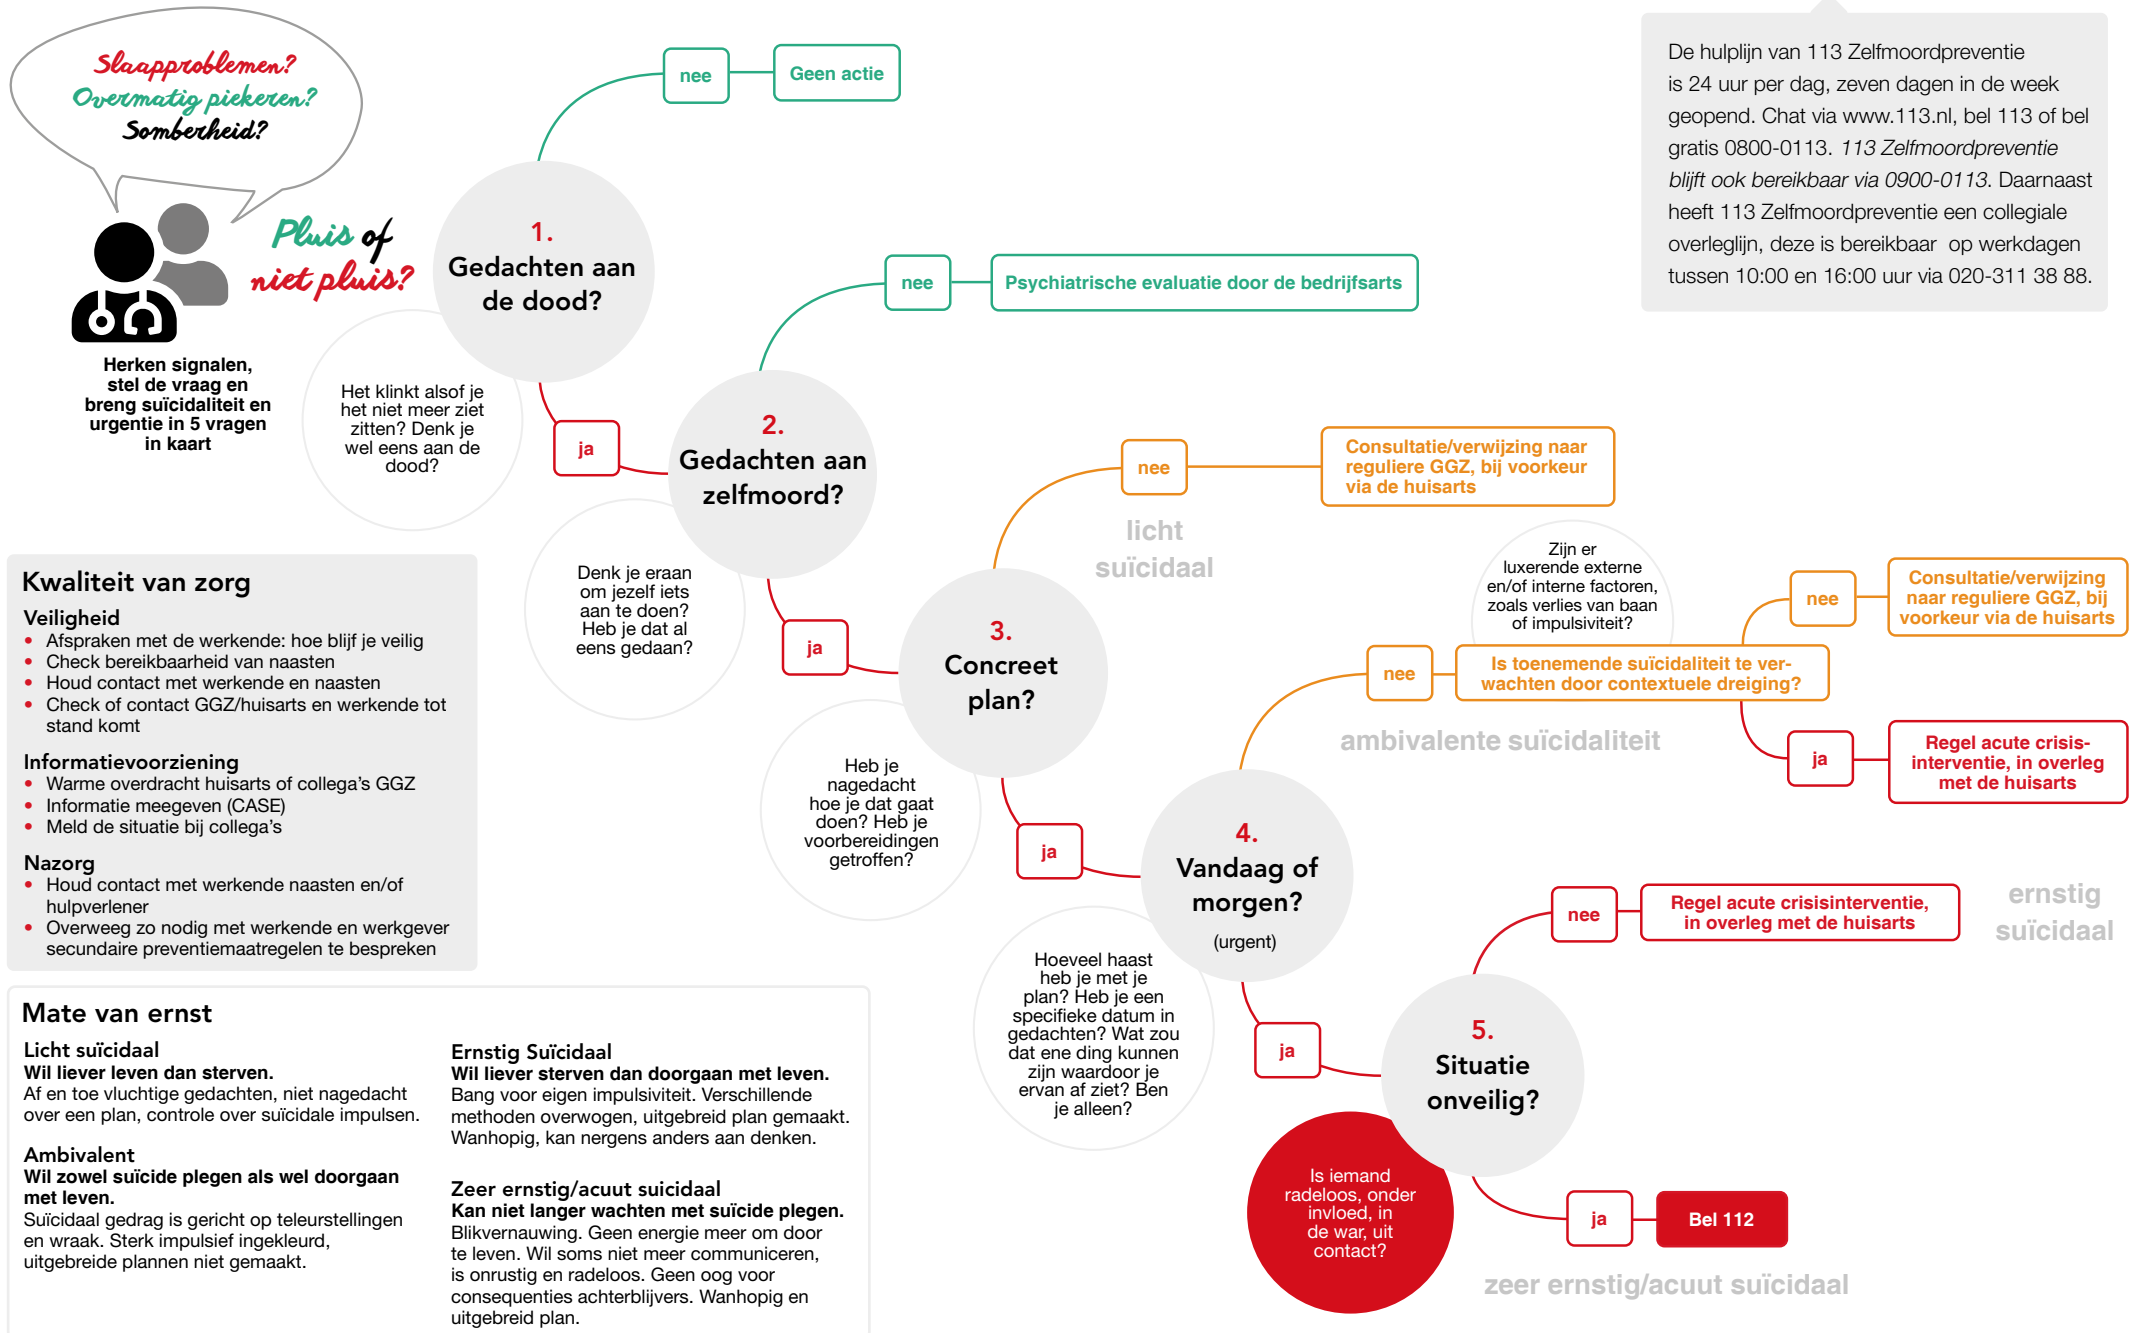 Slaapproblemen?
Overmatig piekeren?
Somberheid?
Pluis of
niet pluis?
Herken signalen,
stel de vraag en
breng suïcidaliteit en
urgentie in 5 vragen
in kaart
nee
Geen actie
1.
Gedachten aan
de dood?
Het klinkt alsof je
het niet meer ziet
zitten? Denk je
wel eens aan de
dood?
ja
nee
Psychiatrische evaluatie door de bedrijfsarts
2.
Gedachten aan
zelfmoord?
Denk je eraan
om jezelf iets
aan te doen?
Heb je dat al
eens gedaan?
ja
nee
Consultatie/verwijzing naar
reguliere GGZ, bij voorkeur
via de huisarts
licht
suïcidaal
3.
Concreet
plan?
Heb je
nagedacht
hoe je dat gaat
doen? Heb je
voorbereidingen
getroffen?
ja
nee
Zijn er
luxerende externe
en/of interne factoren,
zoals verlies van baan
of impulsiviteit?
Is toenemende suïcidaliteit te ver-
wachten door contextuele dreiging?
nee
Consultatie/verwijzing
naar reguliere GGZ, bij
voorkeur via de huisarts
ja
Regel acute crisis-
interventie, in overleg
met de huisarts
ambivalente suïcidaliteit
4.
Vandaag of
morgen?
(urgent)
Hoeveel haast
heb je met je
plan? Heb je een
specifieke datum in
gedachten? Wat zou
dat ene ding kunnen
zijn waardoor je
ervan af ziet? Ben
je alleen?
ja
nee
Regel acute crisisinterventie,
in overleg met de huisarts
ernstig
suïcidaal
5.
Situatie
onveilig?
Is iemand
radeloos, onder
invloed, in
de war, uit
contact?
ja
Bel 112
zeer ernstig/acuut suïcidaal
De hulplijn van 113 Zelfmoordpreventie
is 24 uur per dag, zeven dagen in de week
geopend. Chat via www.113.nl, bel 113 of bel
gratis 0800-0113. 113 Zelfmoordpreventie
blijft ook bereikbaar via 0900-0113. Daarnaast
heeft 113 Zelfmoordpreventie een collegiale
overleglijn, deze is bereikbaar op werkdagen
tussen 10:00 en 16:00 uur via 020-311 38 88.
Kwaliteit van zorg
Veiligheid
• Afspraken met de werkende: hoe blijf je veilig
• Check bereikbaarheid van naasten
• Houd contact met werkende en naasten
• Check of contact GGZ/huisarts en werkende tot
stand komt
Informatievoorziening
• Warme overdracht huisarts of collega's GGZ
• Informatie meegeven (CASE)
• Meld de situatie bij collega's
Nazorg
• Houd contact met werkende naasten en/of
hulpverlener
• Overweeg zo nodig met werkende en werkgever
secundaire preventiemaatregelen te bespreken
Mate van ernst
Licht suïcidaal
Wil liever leven dan sterven.
Af en toe vluchtige gedachten, niet nagedacht
over een plan, controle over suïcidale impulsen.
Ambivalent
Wil zowel suïcide plegen als wel doorgaan
met leven.
Suïcidaal gedrag is gericht op teleurstellingen
en wraak. Sterk impulsief ingekleurd,
uitgebreide plannen niet gemaakt.
Ernstig Suïcidaal
Wil liever sterven dan doorgaan met leven.
Bang voor eigen impulsiviteit. Verschillende
methoden overwogen, uitgebreid plan gemaakt.
Wanhopig, kan nergens anders aan denken.
Zeer ernstig/acuut suicidaal
Kan niet langer wachten met suïcide plegen.
Blikvernauwing. Geen energie meer om door
te leven. Wil soms niet meer communiceren,
is onrustig en radeloos. Geen oog voor
consequenties achterblijvers. Wanhopig en
uitgebreid plan.